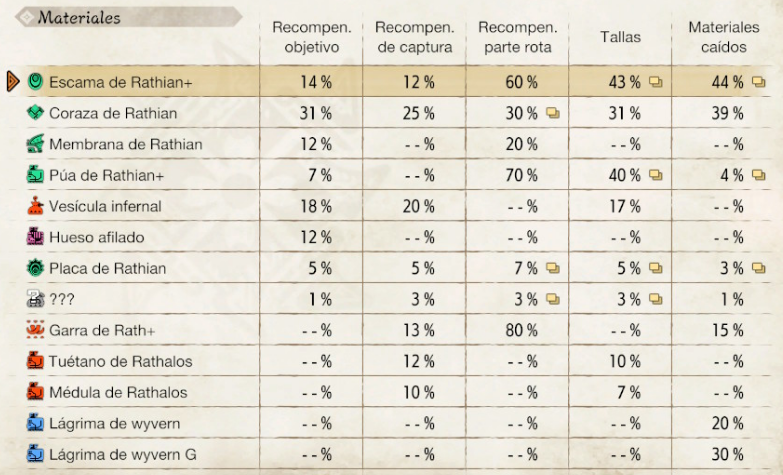 Materiales
Recompen. objetivo Recompen. de captura Recompen. parte rota Tallas Materiales caídos
Escama de Rathian+ 14 % 12 % 60 % 43 % 44 %
Coraza de Rathian 31 % 25 % 30 % 31 % 39 %
Membrana de Rathian 12 % --% 20 % --% --%
Púa de Rathian+ 7 % --% 70 % 40 % 4 %
Vesícula infernal 18 % 20 % --% 17 % --%
Hueso afilado 12 % --% --% --% --%
Placa de Rathian 5 % 5 % 7 % 5 % 3 %
??? 1 % 3 % 3 % 3 % 1 %
Garra de Rath+ --% 13 % 80 % --% 15 %
Tuétano de Rathalos --% 12 % --% 10 % --%
Médula de Rathalos --% 10 % --% 7 % --%
Lágrima de wyvern --% --% --% --% 20 %
Lágrima de wyvern G --% --% --% --% 30 %